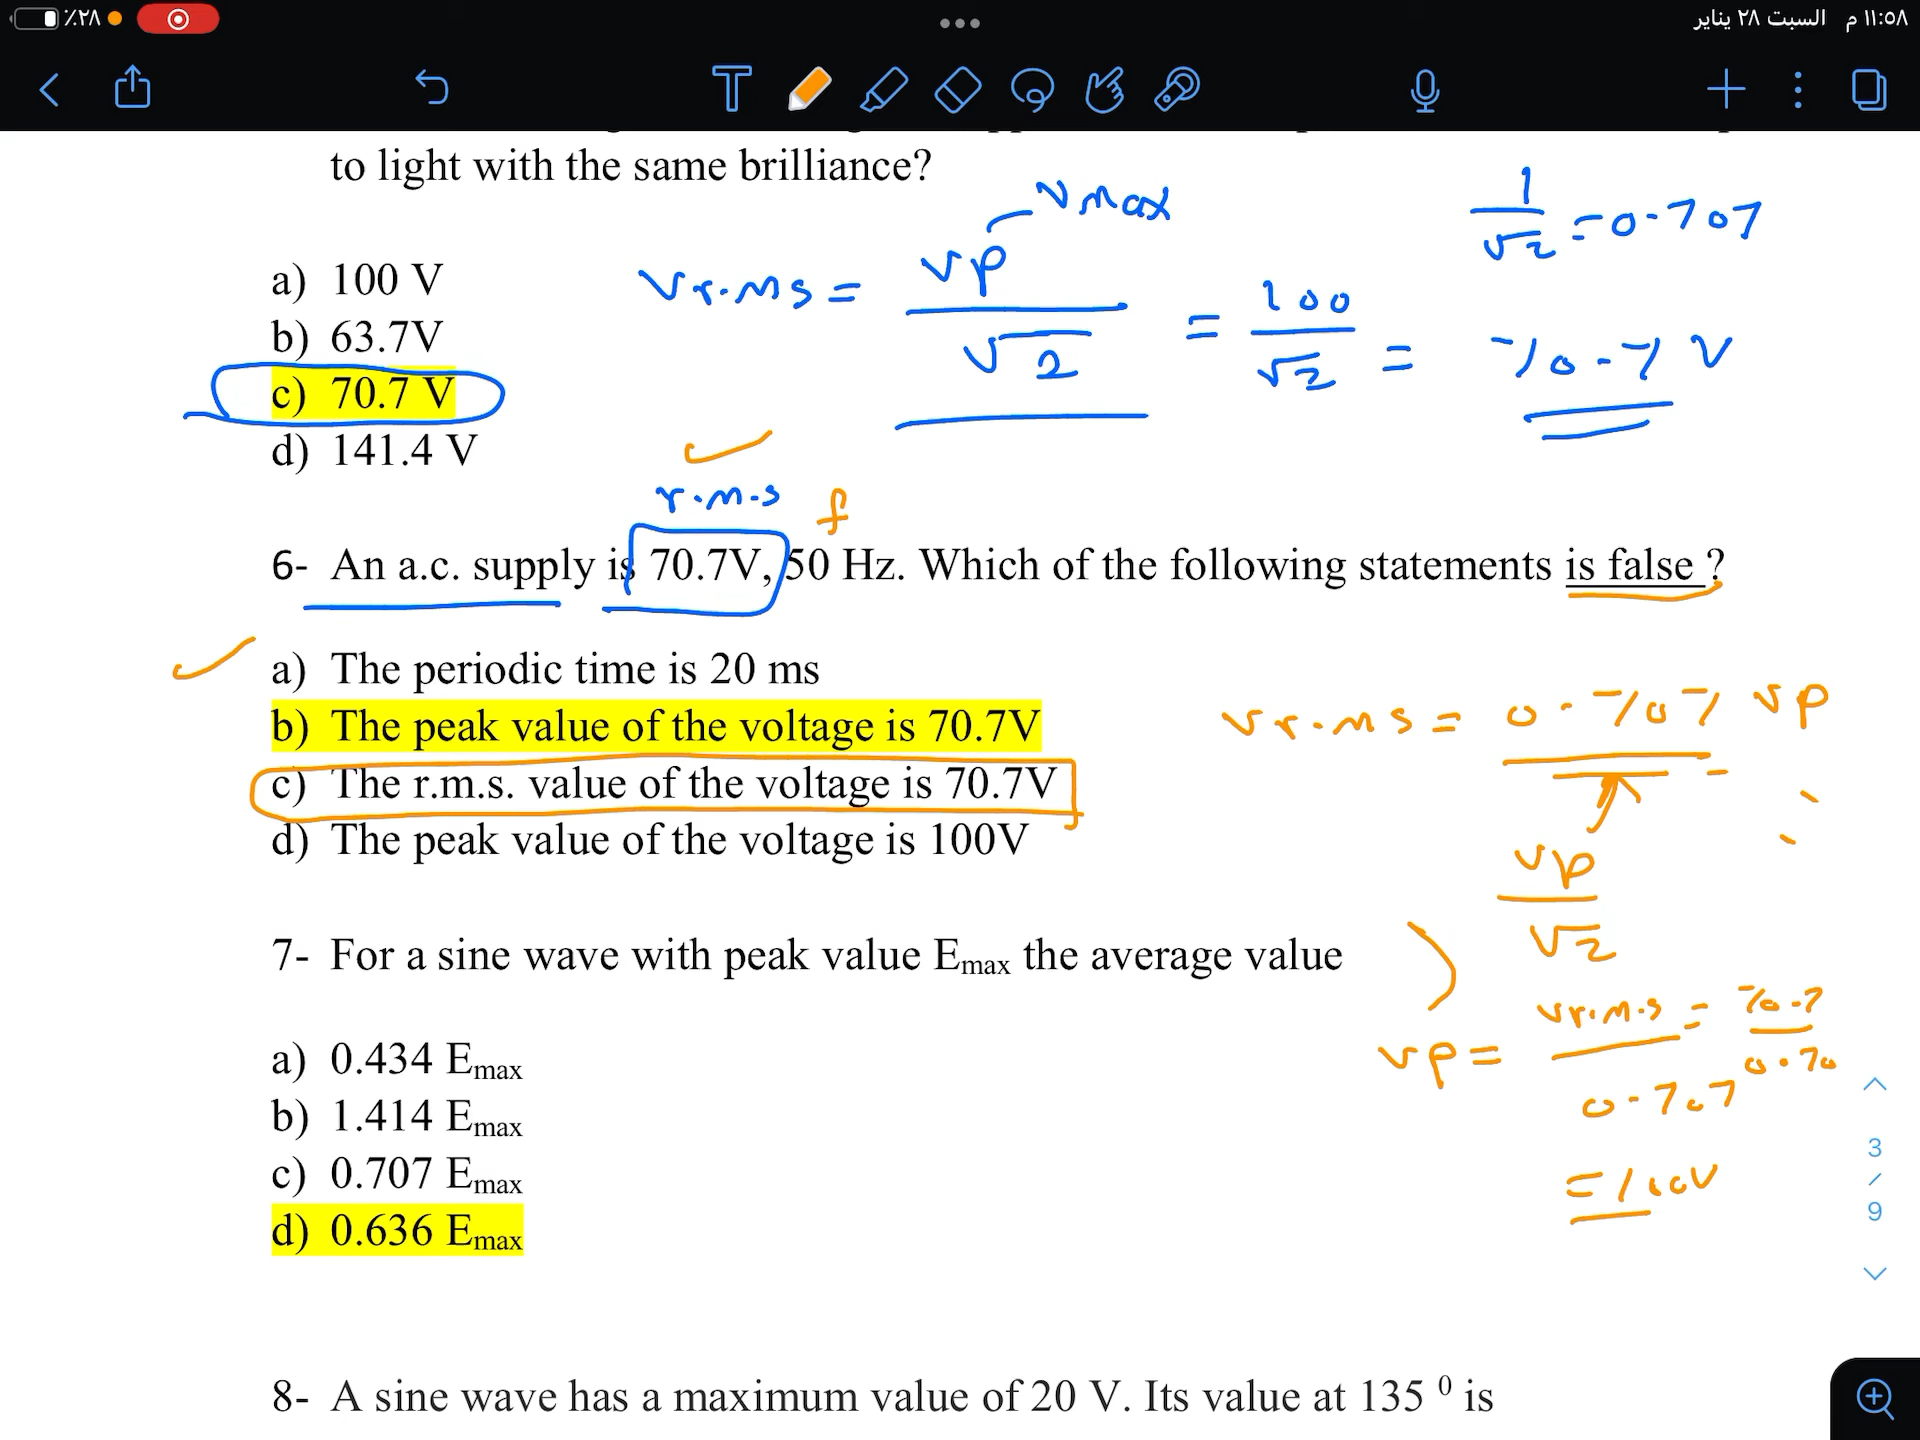 ٪٢٨
١١:٥٨ م السبت ٢٨ يناير
to light with the same brilliance?
a) 100 V
b) 63.7V
c) 70.7 V
d) 141.4 V
Vmax
Vr.ms = Vp / √2 = 100 / √2 = 70.7 V
1 / √2 = 0.707
r.m.s
f
6- An a.c. supply is 70.7V, 50 Hz. Which of the following statements is false ?
a) The periodic time is 20 ms
b) The peak value of the voltage is 70.7V
c) The r.m.s. value of the voltage is 70.7V
d) The peak value of the voltage is 100V
Vr.ms = 0.707 Vp
Vp / √2
Vp = Vr.m.s / 0.707 = 70.7 / 0.70
= 100V
7- For a sine wave with peak value Emax the average value
a) 0.434 Emax
b) 1.414 Emax
c) 0.707 Emax
d) 0.636 Emax
3 / 9
8- A sine wave has a maximum value of 20 V. Its value at 135 ⁰ is